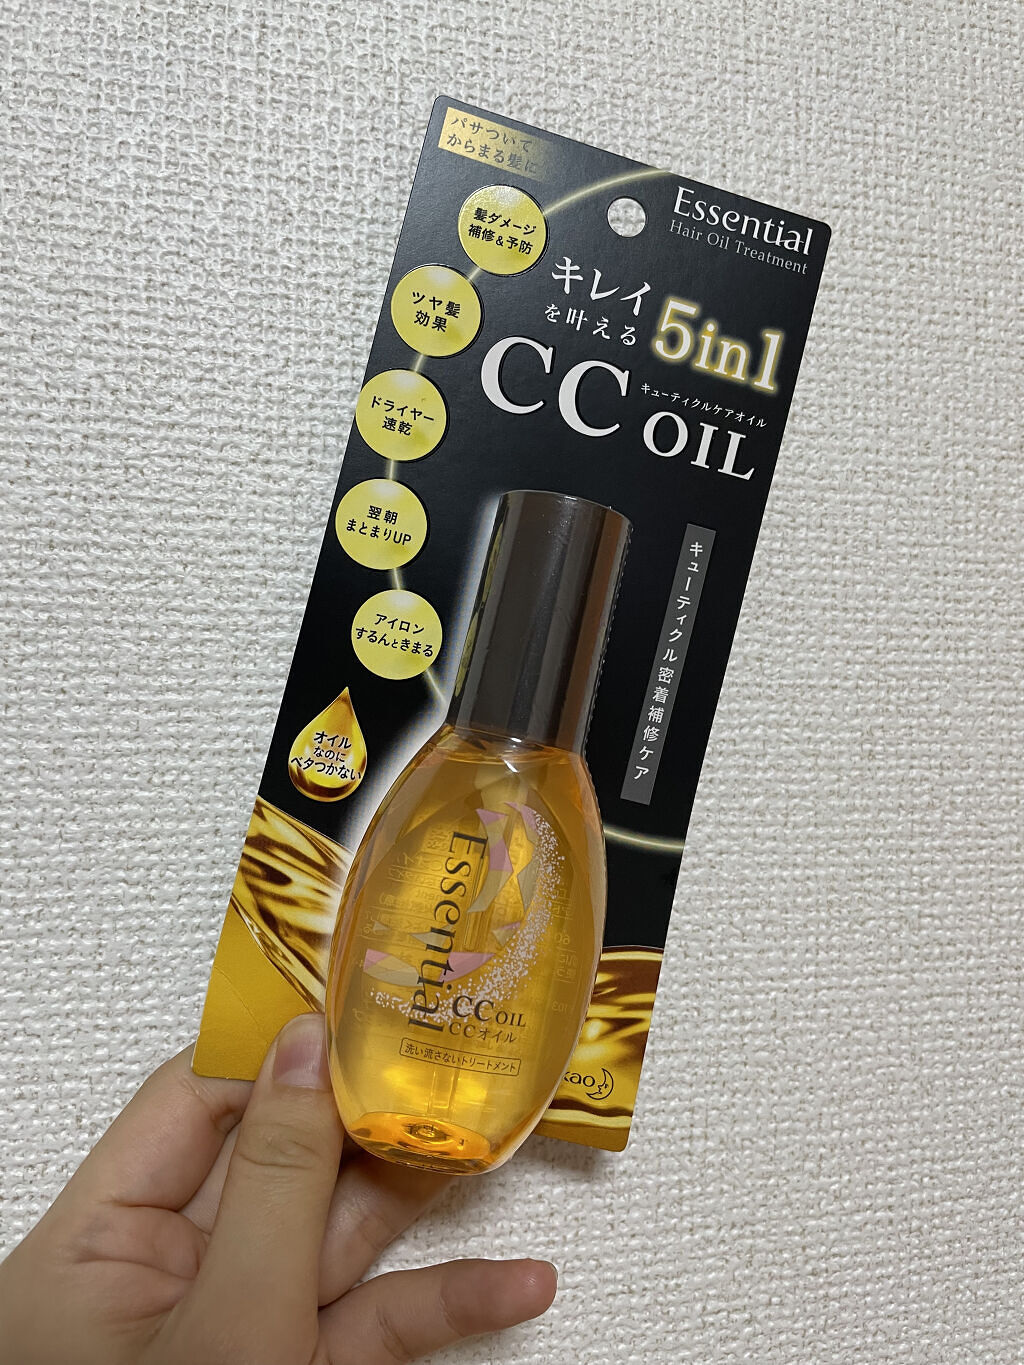 パサついて
からまる髪に
Essential
Hair Oil Treatment
髪ダメージ
補修&予防
キレイ
を叶える
5in1
ツヤ髪
効果
CC OIL
キューティクルケアオイル
ドライヤー
速乾
翌朝
まとまりUP
アイロン
するんときまる
キューティクル密着補修ケア
オイル
なのに
ベタつかない
Essential
CC OIL
CCオイル
洗い流さないトリートメント
kao